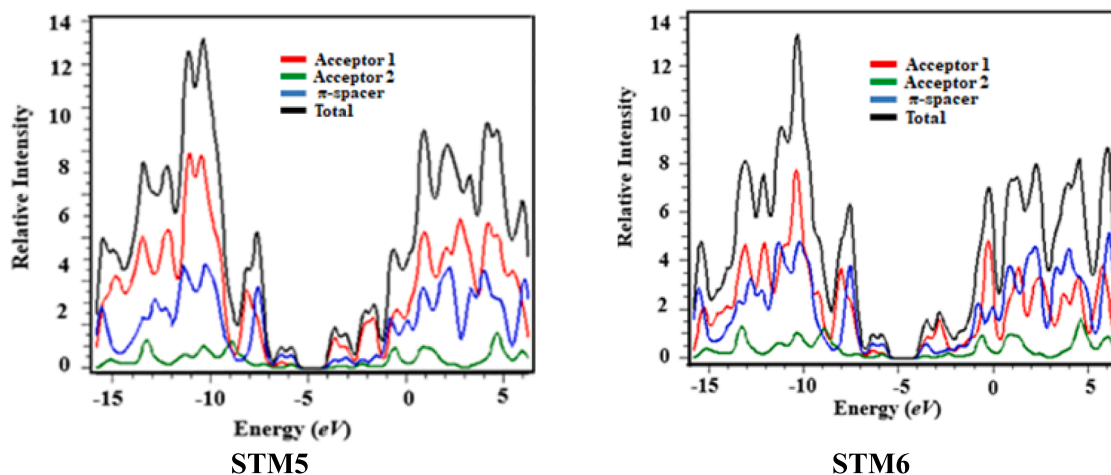 14
12
10
8
6
4
2
0
Relative Intensity
Acceptor 1
Acceptor 2
π-spacer
Total
-15
-10
-5
0
5
Energy (eV)
STM5
14
12
10
8
6
4
2
0
Relative Intensity
Acceptor 1
Acceptor 2
π-spacer
Total
-15
-10
-5
0
5
Energy (eV)
STM6